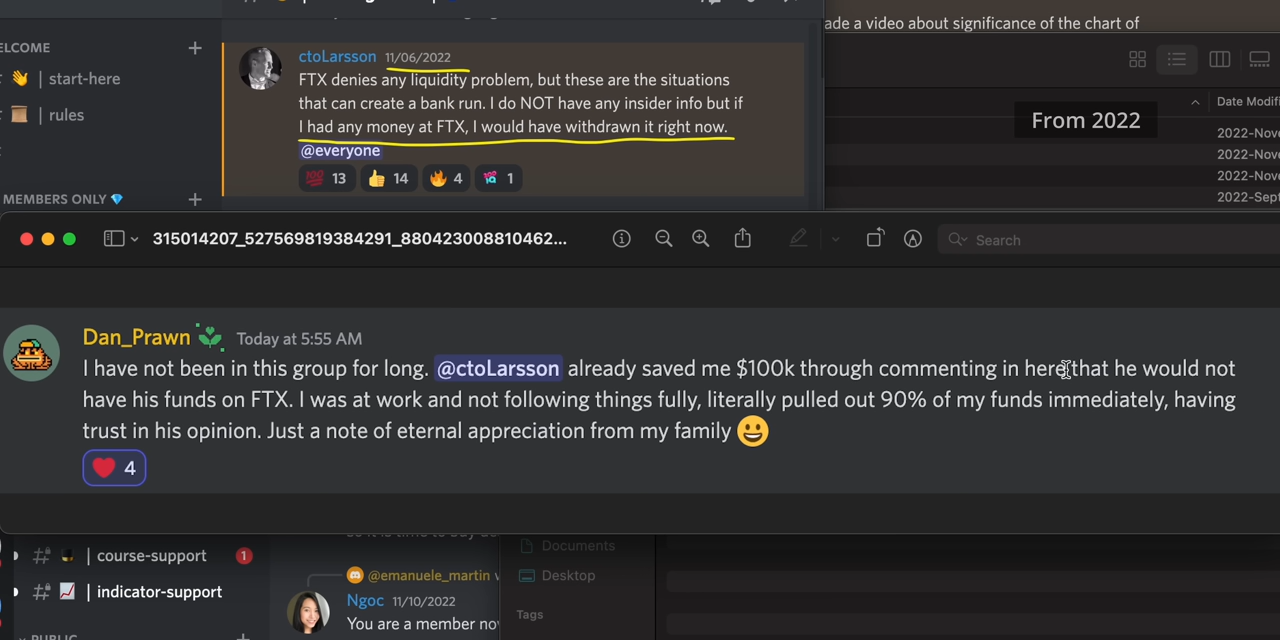 ade a video about significance of the chart of
ELCOME
👋 | start-here
📜 | rules
MEMBERS ONLY 💎
ctoLarsson 11/06/2022
FTX denies any liquidity problem, but these are the situations
that can create a bank run. I do NOT have any insider info but if
I had any money at FTX, I would have withdrawn it right now.
@everyone
💯 13 👍 14 🔥 4 1
Date Modifi
From 2022
2022-Nove
2022-Nove
2022-Nove
2022-Sept
315014207_527569819384291_880423008810462...
Search
Dan_Prawn Today at 5:55 AM
I have not been in this group for long. @ctoLarsson already saved me $100k through commenting in here that he would not
have his funds on FTX. I was at work and not following things fully, literally pulled out 90% of my funds immediately, having
trust in his opinion. Just a note of eternal appreciation from my family 😀
❤️ 4
# | course-support 1
# 📈 | indicator-support
PUBLIC
@emanuele_martin
Ngoc 11/10/2022
You are a member no
Documents
Desktop
Tags